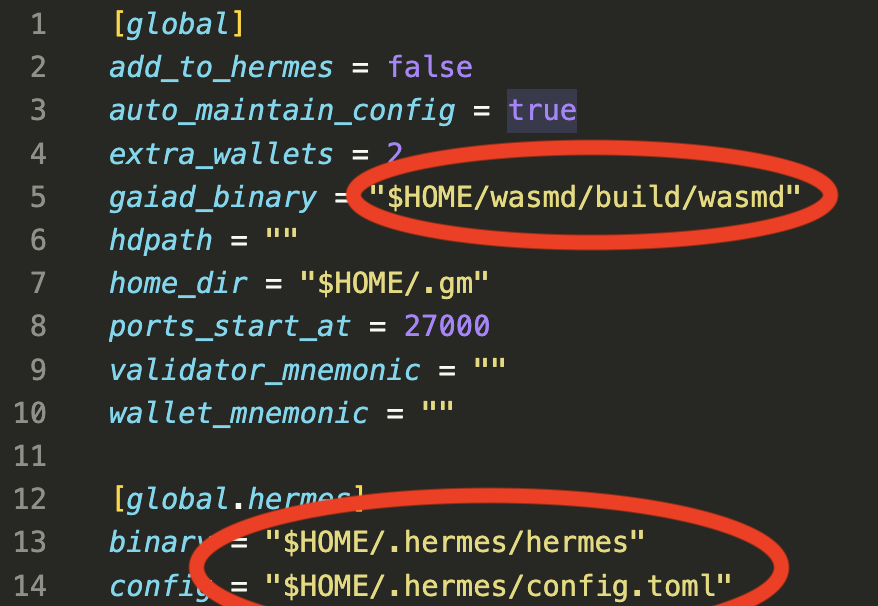 1 [global]
2 add_to_hermes = false
3 auto_maintain_config = true
4 extra_wallets = 2
5 gaiad_binary = "$HOME/wasmd/build/wasmd"
6 hdpath = ""
7 home_dir = "$HOME/.gm"
8 ports_start_at = 27000
9 validator_mnemonic = ""
10 wallet_mnemonic = ""
11
12 [global.hermes]
13 binary = "$HOME/.hermes/hermes"
14 config = "$HOME/.hermes/config.toml"